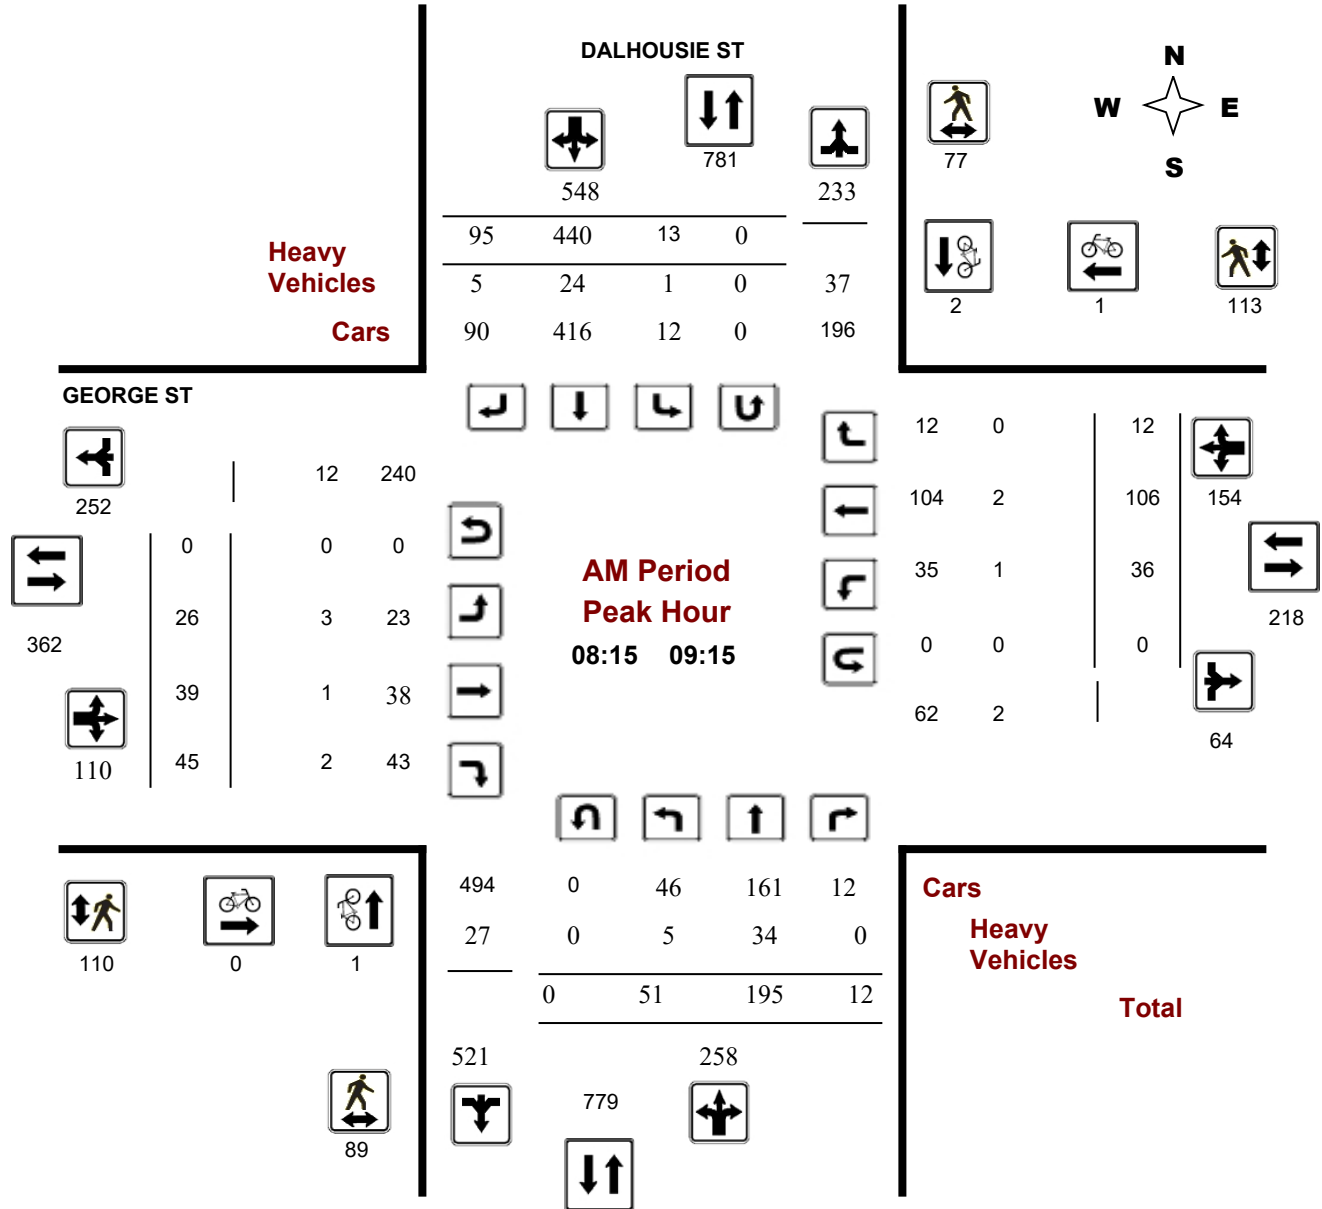 DALHOUSIE ST
N
W E
S
781
77
548 233
95 440 13 0
Heavy
Vehicles
5 24 1 0 37
2 1 113
Cars
90 416 12 0 196
GEORGE ST
12 0 12
12 240
252
104 2 106 154
0 0 0
AM Period
35 1 36
Peak Hour
26 3 23
218
362
08:15 09:15
0 0 0
39 1 38
62 2
64
110 45 2 43
494 0 46 161 12
Cars
27 0 5 34 0
Heavy
Vehicles
110 0 1
0 51 195 12
Total
521 258
779
89